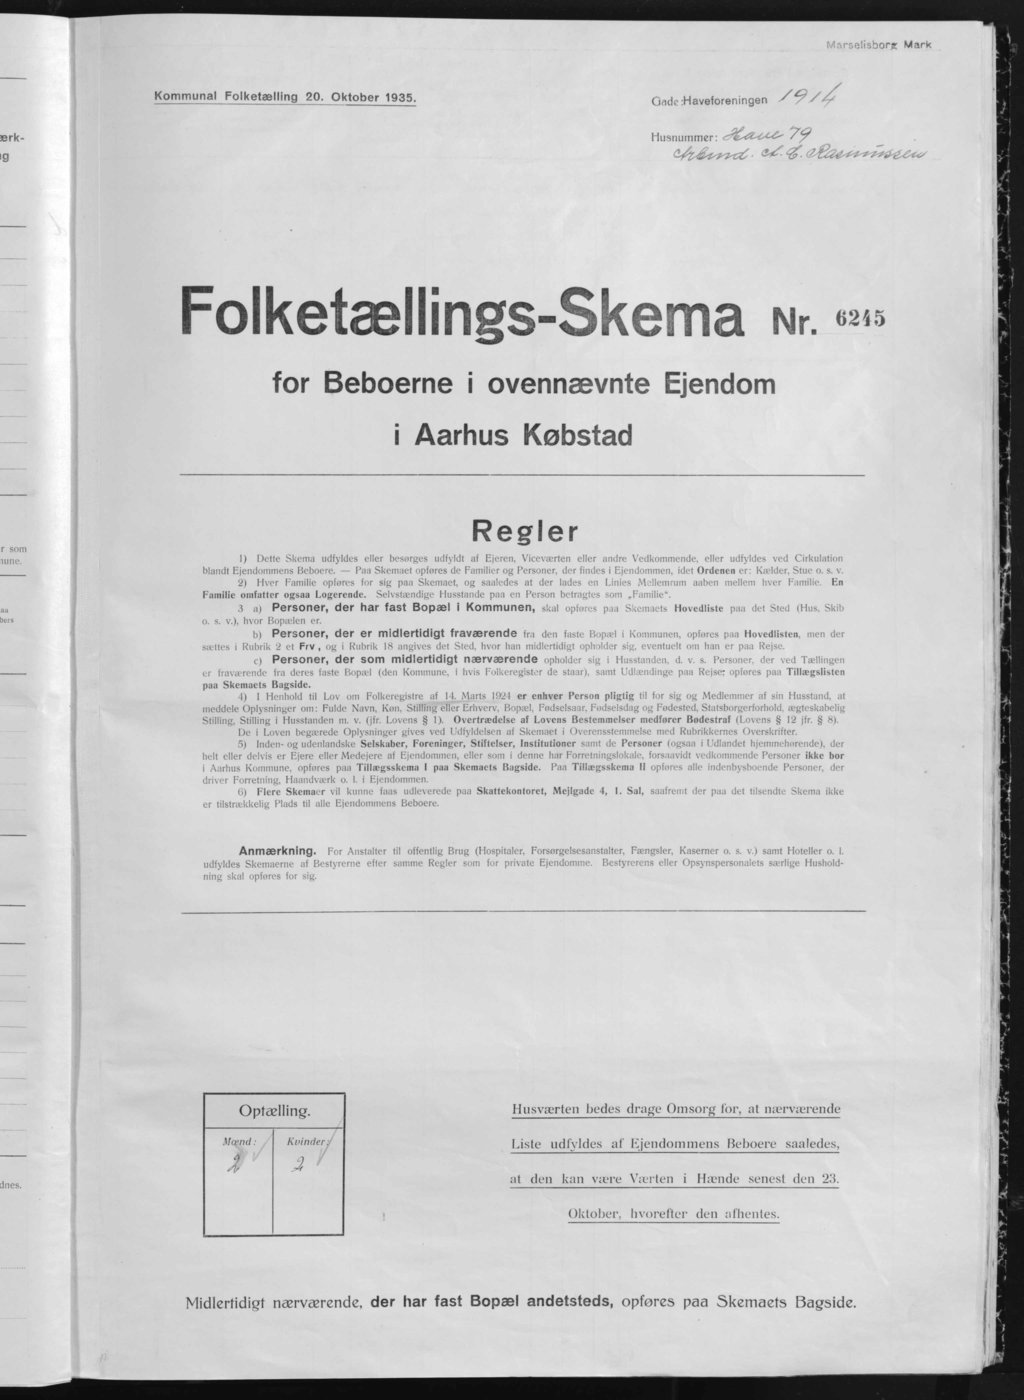 Marselisborg Mark
Kommunal Folketælling 20. Oktober 1935.
Gade: Haveforeningen 1914
Husnummer: Have 79
Arbmd. A. C. Rasmussen
Folketællings-Skema Nr. 6245
for Beboerne i ovennævnte Ejendom
i Aarhus Købstad
Regler
1) Dette Skema udfyldes eller besørges udfyldt af Ejeren, Viceværten eller andre Vedkommende, eller udfyldes ved Cirkulation
blandt Ejendommens Beboere. — Paa Skemaet opføres de Familier og Personer, der findes i Ejendommen, idet Ordenen er: Kælder, Stue o. s. v.
2) Hver Familie opføres for sig paa Skemaet, og saaledes at der lades en Linies Mellemrum aaben mellem hver Familie. En
Familie omfatter ogsaa Logerende. Selvstændige Husstande paa en Person betragtes som „Familie“.
3 a) Personer, der har fast Bopæl i Kommunen, skal opføres paa Skemaets Hovedliste paa det Sted (Hus, Skib
o. s. v.), hvor Bopælen er.
b) Personer, der er midlertidigt fraværende fra den faste Bopæl i Kommunen, opføres paa Hovedlisten, men der
sættes i Rubrik 2 et Frv, og i Rubrik 18 angives det Sted, hvor han midlertidigt opholder sig, eventuelt om han er paa Rejse.
c) Personer, der som midlertidigt nærværende opholder sig i Husstanden, d. v. s. Personer, der ved Tællingen
er fraværende fra deres faste Bopæl (den Kommune, i hvis Folkeregister de staar), samt Udlændinge paa Rejse, opføres paa Tillægslisten
paa Skemaets Bagside.
4) I Henhold til Lov om Folkeregistre af 14. Marts 1924 er enhver Person pligtig til for sig og Medlemmer af sin Husstand, at
meddele Oplysninger om: Fulde Navn, Køn, Stilling eller Erhverv, Bopæl, Fødselsaar, Fødselsdag og Fødested, Statsborgerforhold, ægteskabelig
Stilling, Stilling i Husstanden m. v. (jfr. Lovens § 1). Overtrædelse af Lovens Bestemmelser medfører Bødestraf (Lovens § 12 jfr. § 8).
De i Loven begærede Oplysninger gives ved Udfyldelsen af Skemaet i Overensstemmelse med Rubrikkernes Overskrifter.
5) Inden- og udenlandske Selskaber, Foreninger, Stiftelser, Institutioner samt de Personer (ogsaa i Udlandet hjemmehørende), der
helt eller delvis er Ejere eller Medejere af Ejendommen, eller som i denne har Forretningslokale, forsaavidt vedkommende Personer ikke bor
i Aarhus Kommune, opføres paa Tillægsskema I paa Skemaets Bagside. Paa Tillægsskema II opføres alle indenbysboende Personer, der
driver Forretning, Haandværk o. l. i Ejendommen.
6) Flere Skemaer vil kunne faas udleverede paa Skattekontoret, Mejlgade 4, 1. Sal, saafremt der paa det tilsendte Skema ikke
er tilstrækkelig Plads til alle Ejendommens Beboere.
Anmærkning. For Anstalter til offentlig Brug (Hospitaler, Forsørgelsesanstalter, Fængsler, Kaserner o. s. v.) samt Hoteller o. l.
udfyldes Skemaerne af Bestyrerne efter samme Regler som for private Ejendomme. Bestyrerens eller Opsynspersonalets særlige Hushold-
ning skal opføres for sig.
Optælling.
Mænd: Kvinder:
2 2
Husværten bedes drage Omsorg for, at nærværende
Liste udfyldes af Ejendommens Beboere saaledes,
at den kan være Værten i Hænde senest den 23.
Oktober, hvorefter den afhentes.
Midlertidigt nærværende, der har fast Bopæl andetsteds, opføres paa Skemaets Bagside.